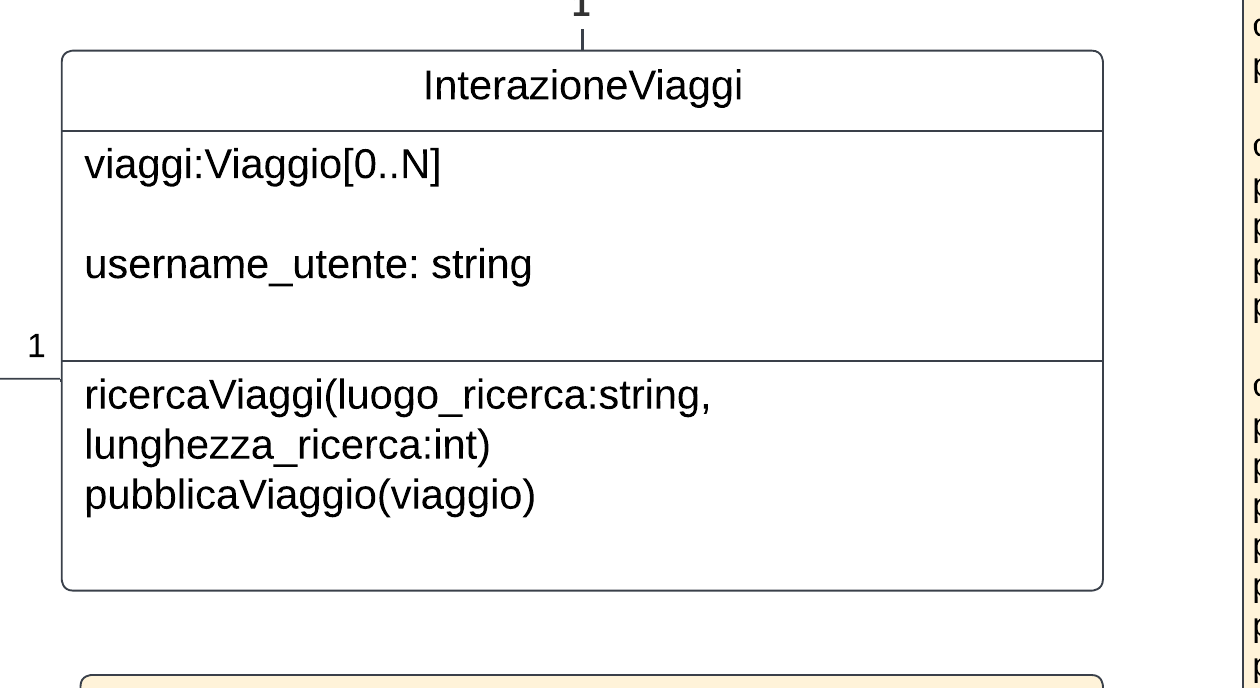 1
InterazioneViaggi
viaggi:Viaggio[0..N]
username_utente: string
1
ricercaViaggi(luogo_ricerca:string,
lunghezza_ricerca:int)
pubblicaViaggio(viaggio)